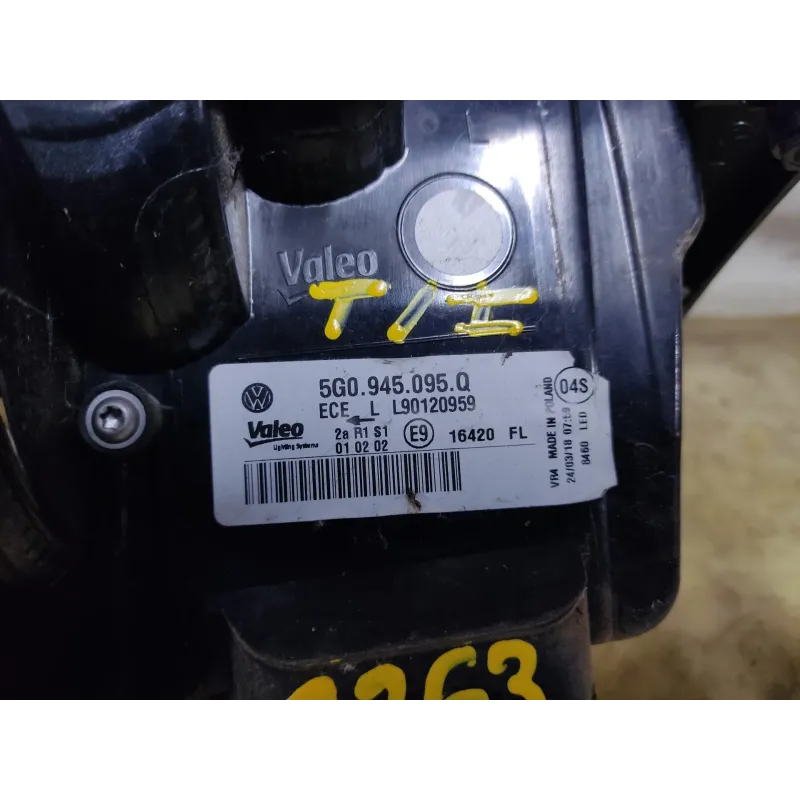 Valeo
T/I
5G0.945.095.Q
ECE L L90120959
Valeo
Lighting Systems
2a R1 S1
01 02 02
E9
16420 FL
04S
VR4 MADE IN POLAND
24/03/18 07:59
8460 LED
263